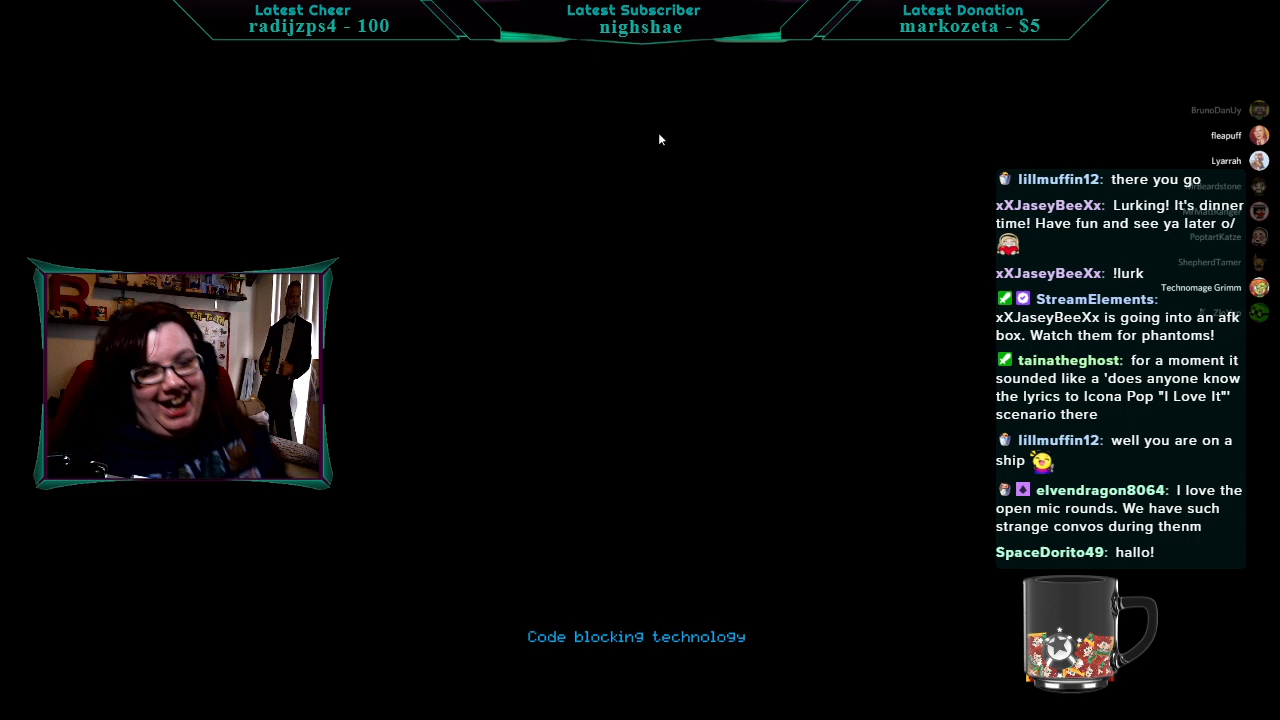 Latest Cheer
radijzps4 - 100
Latest Subscriber
nighshae
Latest Donation
markozeta - $5
BrunoDanUy
fleapuff
Lyarrah
MrBeardstone
MrMattRanger
PoptartKatze
ShepherdTamer
Technomage Grimm
lillmuffin12: there you go
xXJaseyBeeXx: Lurking! It's dinner
time! Have fun and see ya later o/
xXJaseyBeeXx: !lurk
StreamElements:
xXJaseyBeeXx is going into an afk
box. Watch them for phantoms!
tainatheghost: for a moment it
sounded like a 'does anyone know
the lyrics to Icona Pop "I Love It"'
scenario there
lillmuffin12: well you are on a
ship
elvendragon8064: I love the
open mic rounds. We have such
strange convos during thenm
SpaceDorito49: hallo!
Code blocking technology
R